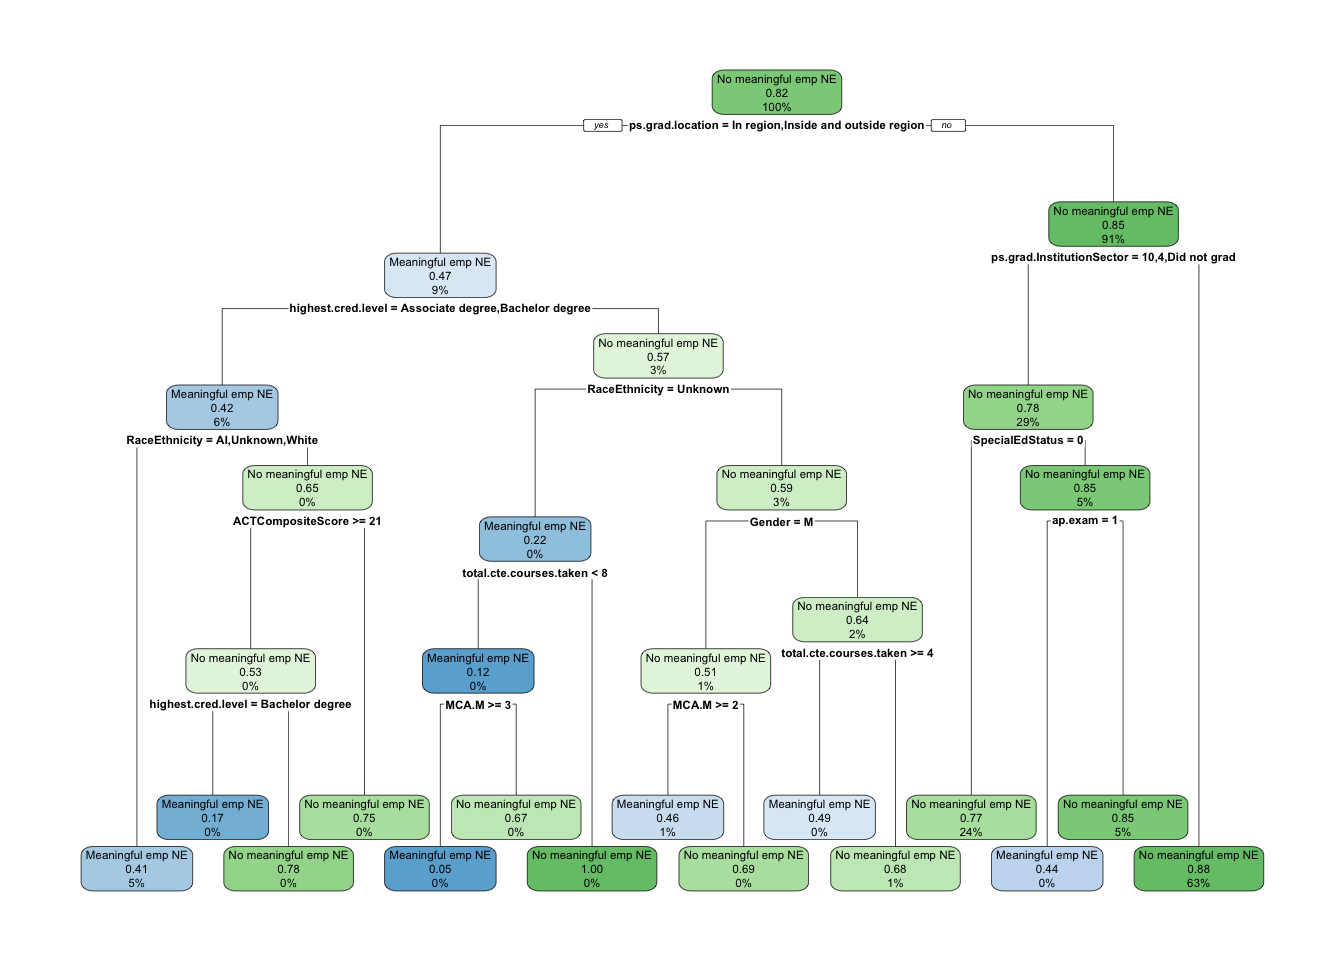 No meaningful emp NE
0.82
100%
yes
ps.grad.location = In region,Inside and outside region
no
No meaningful emp NE
0.85
91%
ps.grad.InstitutionSector = 10,4,Did not grad
Meaningful emp NE
0.47
9%
highest.cred.level = Associate degree,Bachelor degree
No meaningful emp NE
0.57
3%
RaceEthnicity = Unknown
Meaningful emp NE
0.42
6%
RaceEthnicity = AI,Unknown,White
No meaningful emp NE
0.78
29%
SpecialEdStatus = 0
No meaningful emp NE
0.65
0%
ACTCompositeScore >= 21
No meaningful emp NE
0.59
3%
Gender = M
No meaningful emp NE
0.85
5%
ap.exam = 1
Meaningful emp NE
0.22
0%
total.cte.courses.taken < 8
No meaningful emp NE
0.64
2%
total.cte.courses.taken >= 4
No meaningful emp NE
0.53
0%
highest.cred.level = Bachelor degree
Meaningful emp NE
0.12
0%
MCA.M >= 3
No meaningful emp NE
0.51
1%
MCA.M >= 2
Meaningful emp NE
0.17
0%
No meaningful emp NE
0.75
0%
No meaningful emp NE
0.67
0%
Meaningful emp NE
0.46
1%
Meaningful emp NE
0.49
0%
No meaningful emp NE
0.77
24%
No meaningful emp NE
0.85
5%
Meaningful emp NE
0.41
5%
No meaningful emp NE
0.78
0%
Meaningful emp NE
0.05
0%
No meaningful emp NE
1.00
0%
No meaningful emp NE
0.69
0%
No meaningful emp NE
0.68
1%
Meaningful emp NE
0.44
0%
No meaningful emp NE
0.88
63%